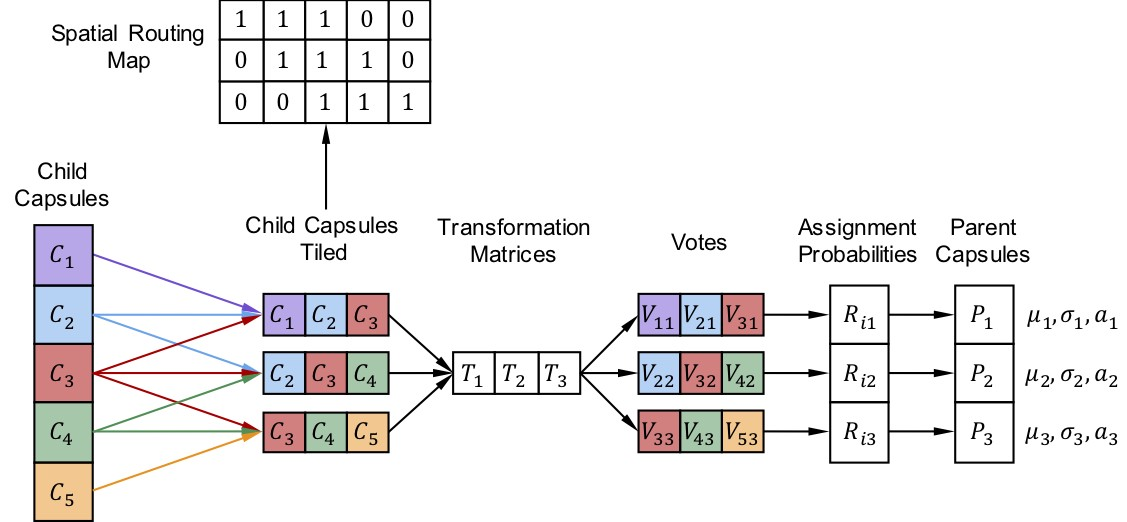 Spatial Routing
Map
1 1 1 0 0
0 1 1 1 0
0 0 1 1 1
Child
Capsules
C₁
C₂
C₃
C₄
C₅
Child Capsules
Tiled
C₁ C₂ C₃
C₂ C₃ C₄
C₃ C₄ C₅
Transformation
Matrices
T₁ T₂ T₃
Votes
V₁₁ V₂₁ V₃₁
V₂₂ V₃₂ V₄₂
V₃₃ V₄₃ V₅₃
Assignment
Probabilities
Rᵢ₁
Rᵢ₂
Rᵢ₃
Parent
Capsules
P₁
P₂
P₃
μ₁, σ₁, a₁
μ₂, σ₂, a₂
μ₃, σ₃, a₃